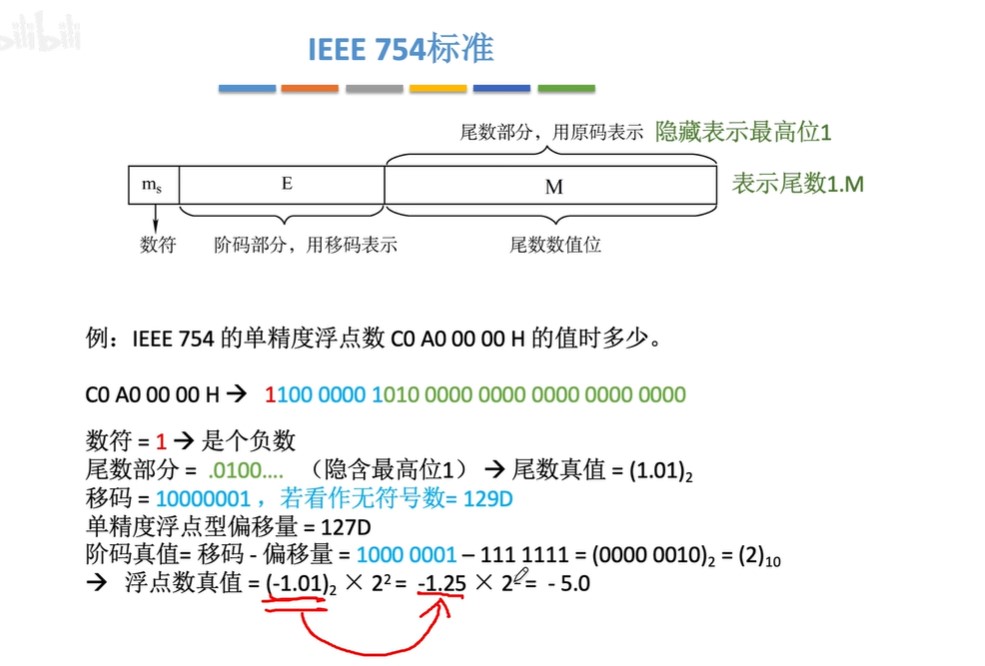 bilibili
IEEE 754标准
尾数部分，用原码表示 隐藏表示最高位1
mₛ E M 表示尾数1.M
数符 阶码部分，用移码表示 尾数数值位
例：IEEE 754 的单精度浮点数 C0 A0 00 00 H 的值时多少。
C0 A0 00 00 H → 1100 0000 1010 0000 0000 0000 0000 0000
数符 = 1 → 是个负数
尾数部分 = .0100.... （隐含最高位1）→ 尾数真值 = (1.01)₂
移码 = 10000001 ，若看作无符号数= 129D
单精度浮点型偏移量 = 127D
阶码真值= 移码 - 偏移量 = 1000 0001 – 111 1111 = (0000 0010)₂ = (2)₁₀
→ 浮点数真值 = (-1.01)₂ × 2² = -1.25 × 2² = - 5.0